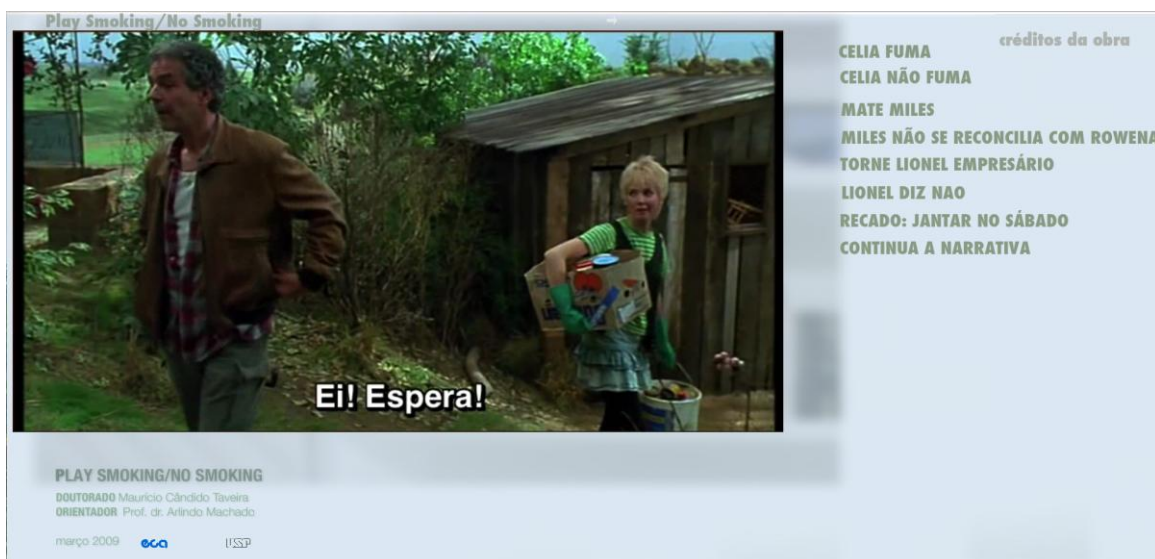 Play Smoking/No Smoking
créditos da obra
CELIA FUMA
CELIA NÃO FUMA
MATE MILES
MILES NÃO SE RECONCILIA COM ROWENA
TORNE LIONEL EMPRESÁRIO
LIONEL DIZ NAO
RECADO: JANTAR NO SÁBADO
CONTINUA A NARRATIVA
Ei! Espera!
PLAY SMOKING/NO SMOKING
DOUTORADO Maurício Cândido Taveira
ORIENTADOR Prof. dr. Arlindo Machado
março 2009 eca USP